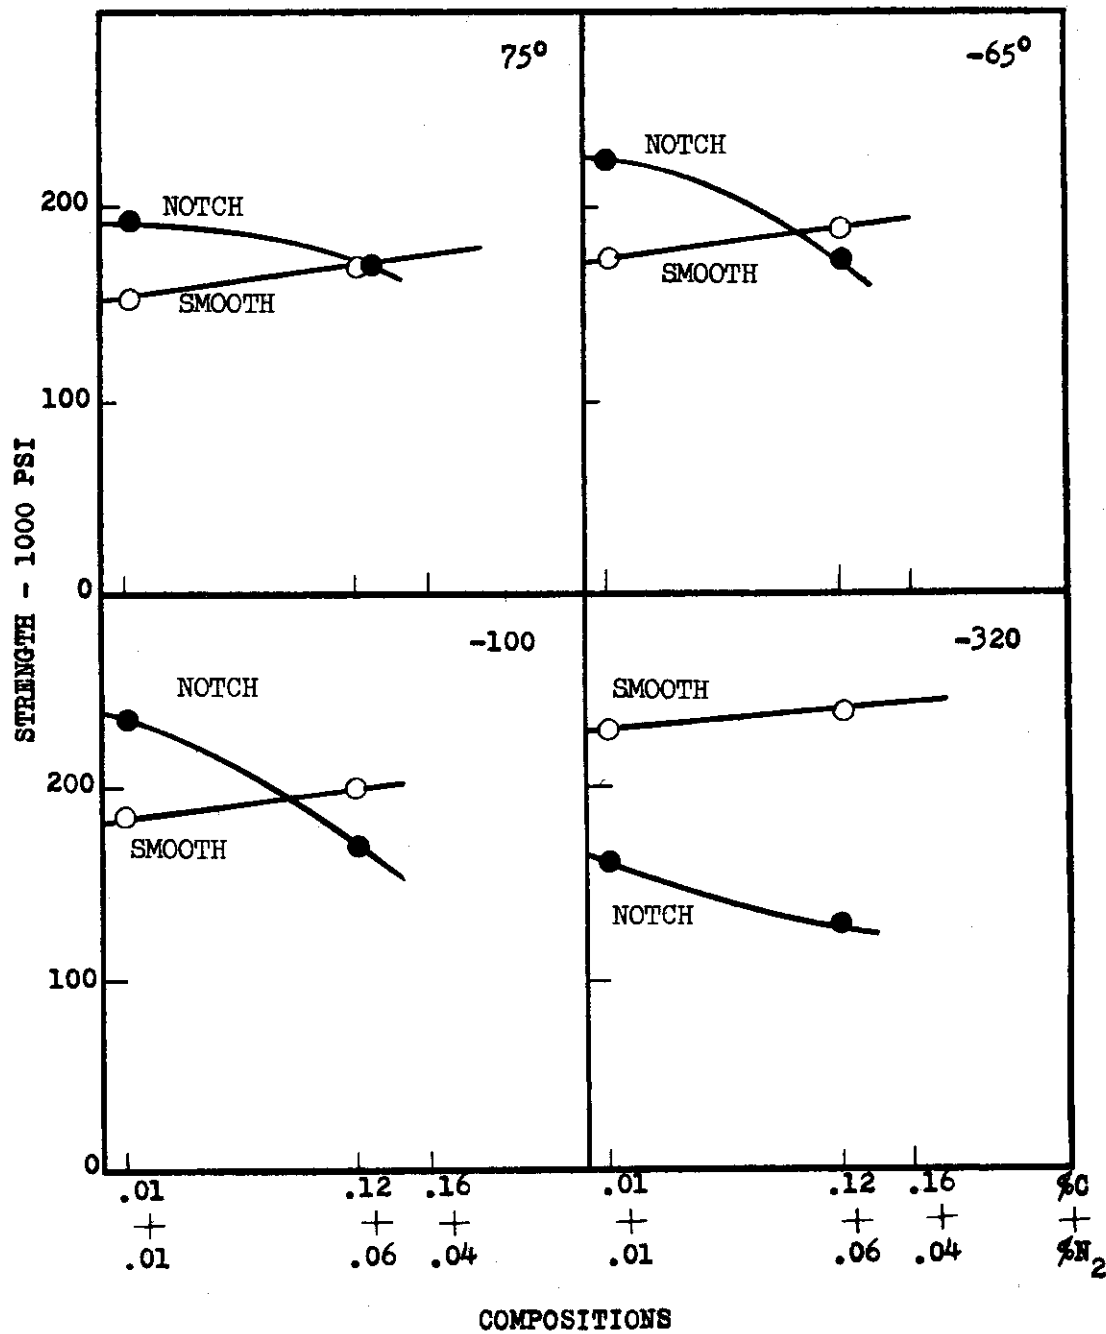 75°
-65°
NOTCH
200
NOTCH
SMOOTH
SMOOTH
100
0
STRENGTH - 1000 PSI
-100
-320
NOTCH
SMOOTH
200
SMOOTH
NOTCH
100
0
.01 .12 .16 .01 .12 .16 %C
+ + + + + + +
.01 .06 .04 .01 .06 .04 %N2
COMPOSITIONS